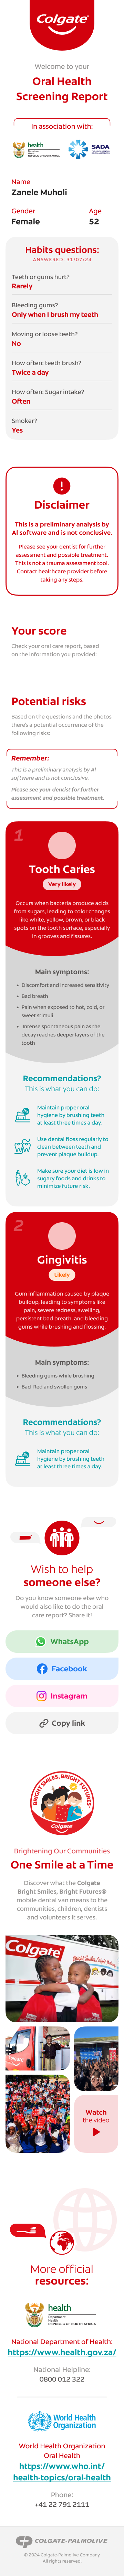 Colgate
Welcome to your
Oral Health
Screening Report
In association with:
health
Department:
Health
REPUBLIC OF SOUTH AFRICA
SADA
Name
Zanele Muholi
Gender
Age
Female
52
Habits questions:
ANSWERED: 31/07/24
Teeth or gums hurt?
Rarely
Bleeding gums?
Only when I brush my teeth
Moving or loose teeth?
No
How often: teeth brush?
Twice a day
How often: Sugar intake?
Often
Smoker?
Yes
Disclaimer
This is a preliminary analysis by
AI software and is not conclusive.
Please see your dentist for further
assessment and possible treatment.
This is not a trauma assessment tool.
Contact healthcare provider before
taking any steps.
Your score
Check your oral care report, based
on the information you provided:
Potential risks
Based on the questions and the photos
there's a potential occurrence of the
following risks:
Remember:
This is a preliminary analysis by AI
software and is not conclusive.
Please see your dentist for further
assessment and possible treatment.
1
Tooth Caries
Very likely
Occurs when bacteria produce acids
from sugars, leading to color changes
like white, yellow, brown, or black
spots on the tooth surface, especially
in grooves and fissures.
Main symptoms:
• Discomfort and increased sensitivity
• Bad breath
• Pain when exposed to hot, cold, or
sweet stimuli
• Intense spontaneous pain as the
decay reaches deeper layers of the
tooth
Recommendations?
This is what you can do:
Maintain proper oral
hygiene by brushing teeth
at least three times a day.
Use dental floss regularly to
clean between teeth and
prevent plaque buildup.
Make sure your diet is low in
sugary foods and drinks to
minimize future risk.
2
Gingivitis
Likely
Gum inflammation caused by plaque
buildup, leading to symptoms like
pain, severe redness, swelling,
persistent bad breath, and bleeding
gums while brushing and flossing.
Main symptoms:
• Bleeding gums while brushing
• Bad Red and swollen gums
Recommendations?
This is what you can do:
Maintain proper oral
hygiene by brushing teeth
at least three times a day.
Wish to help
someone else?
Do you know someone else who
would also like to do the oral
care report? Share it!
WhatsApp
Facebook
Instagram
Copy link
BRIGHT SMILES, BRIGHT FUTURES
Colgate
Brightening Our Communities
One Smile at a Time
Discover what the Colgate
Bright Smiles, Bright Futures®
mobile dental van means to the
communities, children, dentists
and volunteers it serves.
Colgate
Watch
the video
More official
resources:
health
Department:
Health
REPUBLIC OF SOUTH AFRICA
National Department of Health:
https://www.health.gov.za/
National Helpline:
0800 012 322
World Health
Organization
World Health Organization
Oral Health
https://www.who.int/
health-topics/oral-health
Phone:
+41 22 791 2111
COLGATE-PALMOLIVE
© 2024 Colgate-Palmolive Company.
All rights reserved.